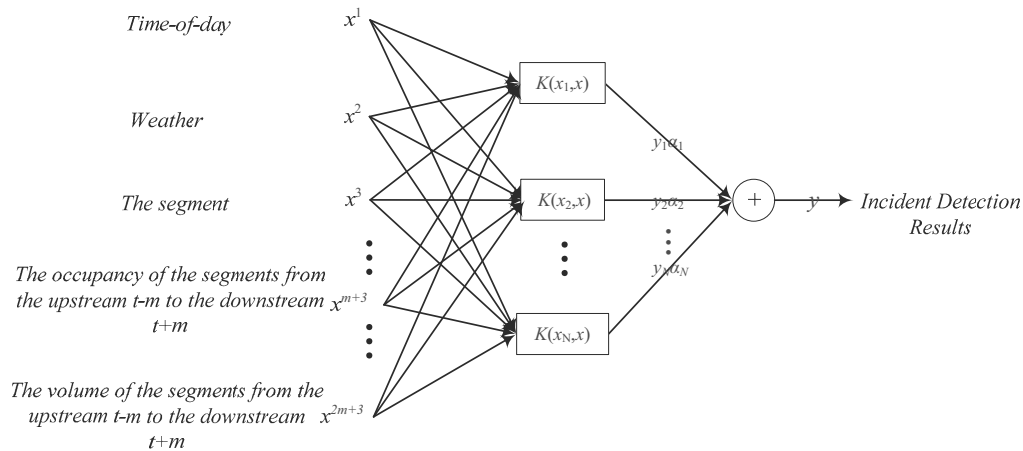 Time-of-day
x^1
Weather
x^2
The segment
x^3
The occupancy of the segments from
the upstream t-m to the downstream
t+m
x^{m+3}
The volume of the segments from the
upstream t-m to the downstream
t+m
x^{2m+3}
K(x_1,x)
K(x_2,x)
K(x_N,x)
y_1α_1
y_2α_2
y_Nα_N
+
y
Incident Detection
Results